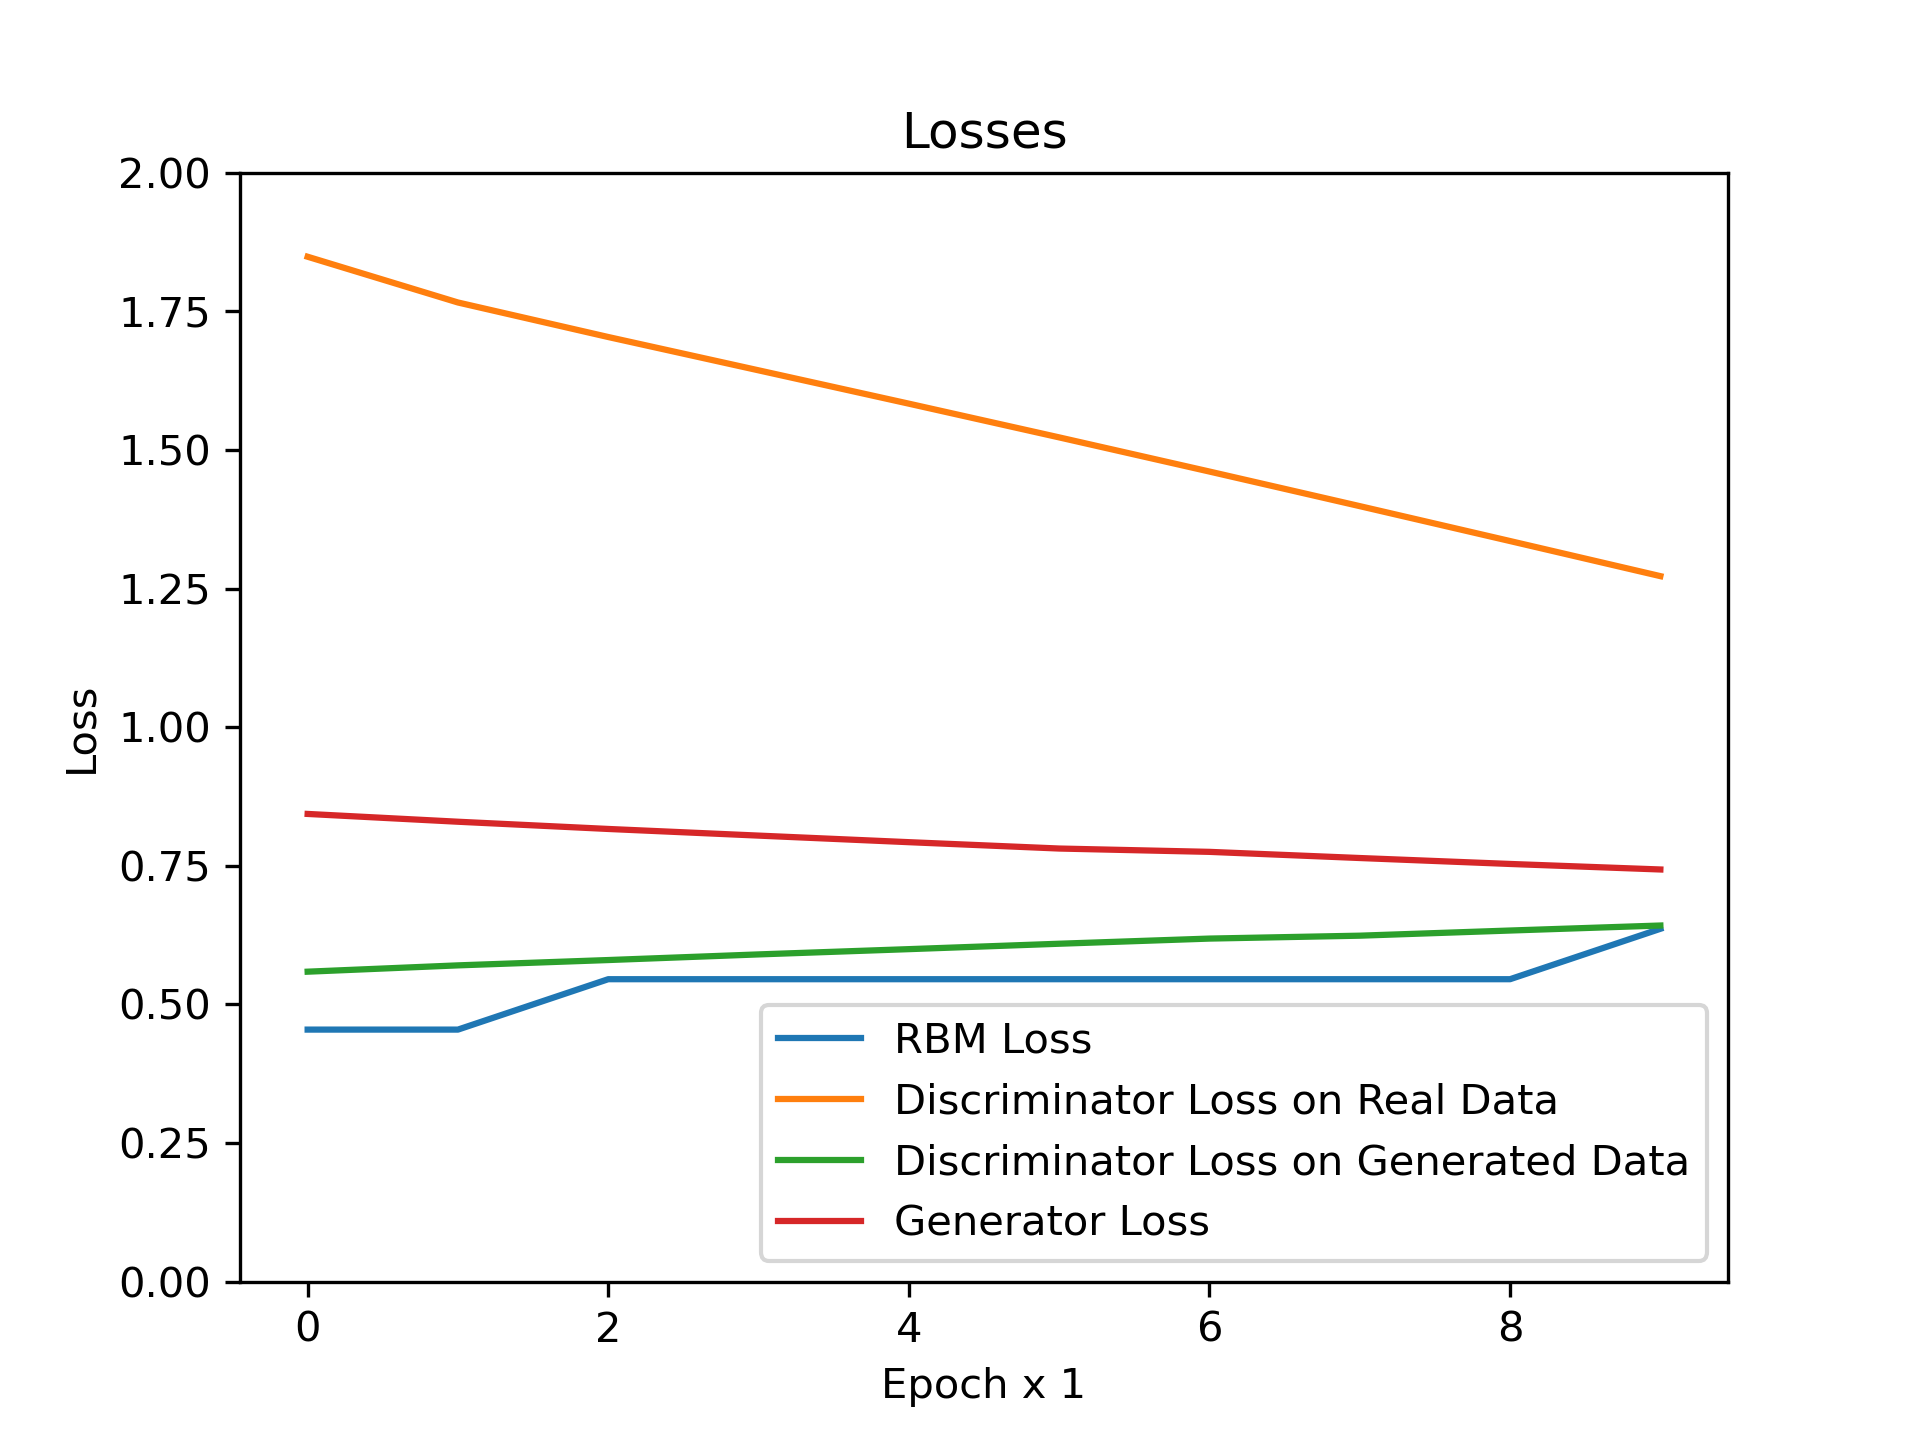 Losses
2.00
1.75
1.50
1.25
1.00
0.75
0.50
0.25
0.00
Loss
RBM Loss
Discriminator Loss on Real Data
Discriminator Loss on Generated Data
Generator Loss
0 2 4 6 8
Epoch x 1